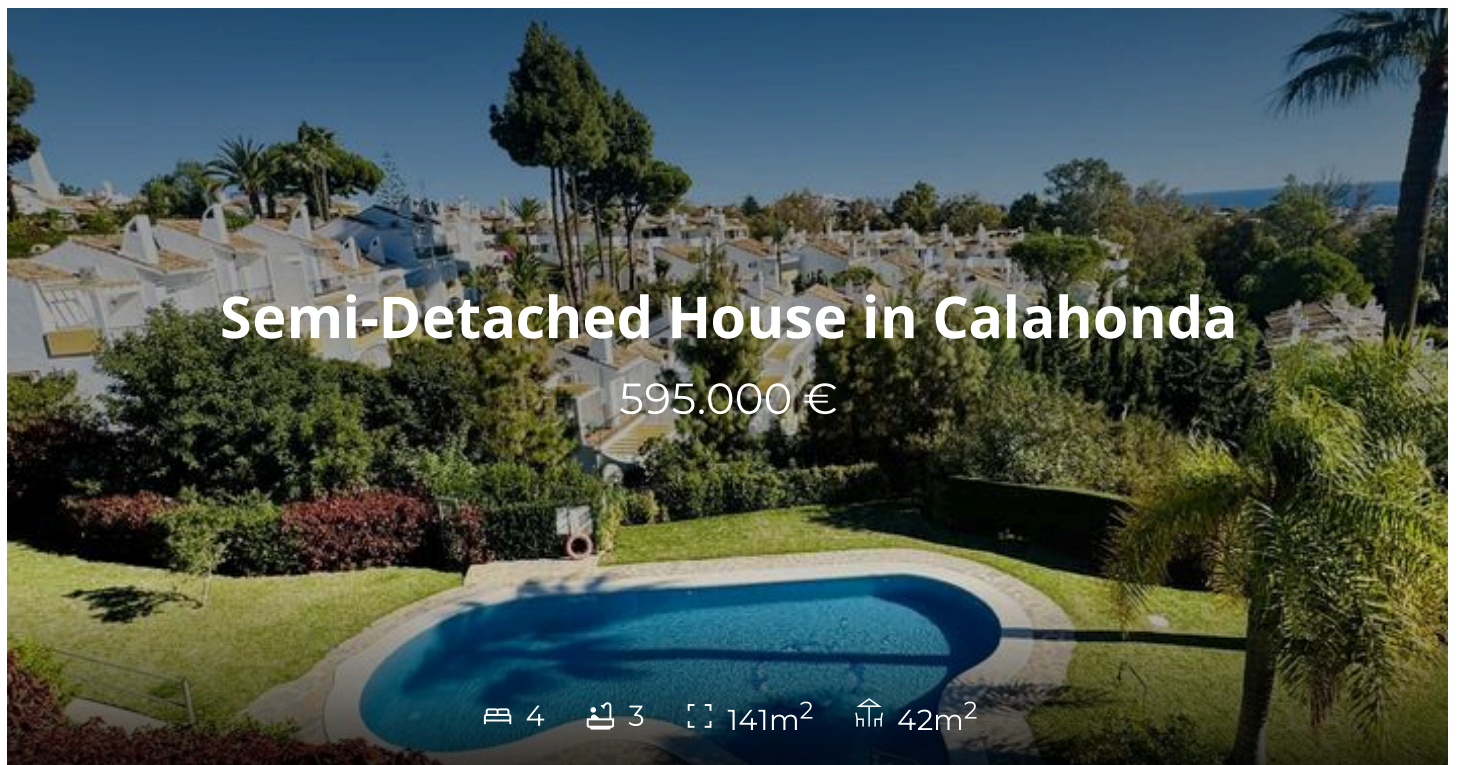 Semi-Detached House in Calahonda
595.000 €
4 3 141m² 42m²